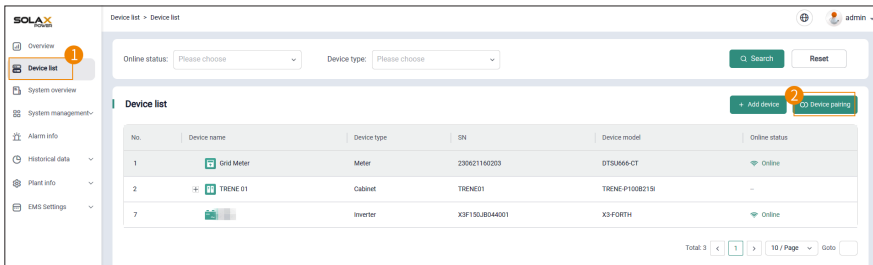 SOLAX
POWER
Device list > Device list
admin
Overview
1
Device list
System overview
System management
Alarm info
Historical data
Plant info
EMS Settings
Online status: Please choose Device type: Please choose Search Reset
Device list
2
+ Add device Device pairing
No. Device name Device type SN Device model Online status
1 Grid Meter Meter 230621160203 DTSU666-CT Online
2 TRENE 01 Cabinet TRENE01 TRENE-P100B215I --
7 Inverter X3F150JB044001 X3-FORTH Online
Total: 3 < 1 > 10 / Page Goto